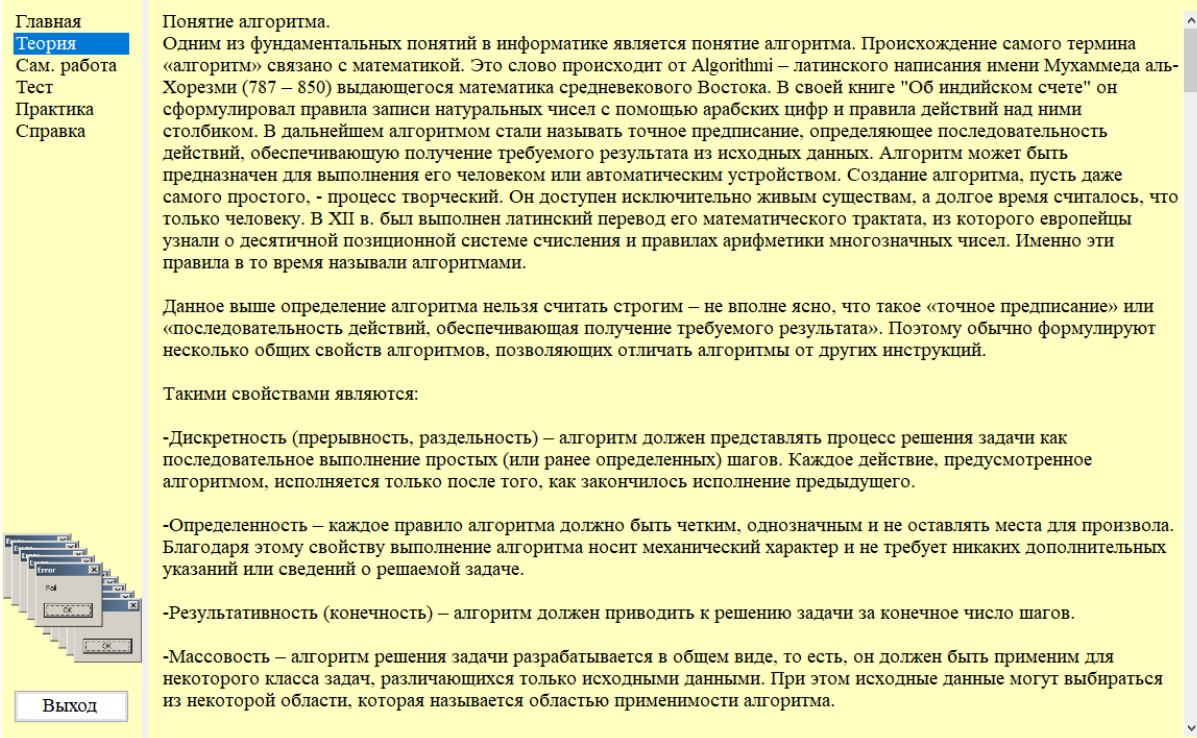 Главная
Теория
Сам. работа
Тест
Практика
Справка
Понятие алгоритма.
Одним из фундаментальных понятий в информатике является понятие алгоритма. Происхождение самого термина
«алгоритм» связано с математикой. Это слово происходит от Algorithmi – латинского написания имени Мухаммеда аль-
Хорезми (787 – 850) выдающегося математика средневекового Востока. В своей книге "Об индийском счете" он
сформулировал правила записи натуральных чисел с помощью арабских цифр и правила действий над ними
столбиком. В дальнейшем алгоритмом стали называть точное предписание, определяющее последовательность
действий, обеспечивающую получение требуемого результата из исходных данных. Алгоритм может быть
предназначен для выполнения его человеком или автоматическим устройством. Создание алгоритма, пусть даже
самого простого, - процесс творческий. Он доступен исключительно живым существам, а долгое время считалось, что
только человеку. В XII в. был выполнен латинский перевод его математического трактата, из которого европейцы
узнали о десятичной позиционной системе счисления и правилах арифметики многозначных чисел. Именно эти
правила в то время называли алгоритмами.
Данное выше определение алгоритма нельзя считать строгим – не вполне ясно, что такое «точное предписание» или
«последовательность действий, обеспечивающая получение требуемого результата». Поэтому обычно формулируют
несколько общих свойств алгоритмов, позволяющих отличать алгоритмы от других инструкций.
Такими свойствами являются:
-Дискретность (прерывность, раздельность) – алгоритм должен представлять процесс решения задачи как
последовательное выполнение простых (или ранее определенных) шагов. Каждое действие, предусмотренное
алгоритмом, исполняется только после того, как закончилось исполнение предыдущего.
-Определенность – каждое правило алгоритма должно быть четким, однозначным и не оставлять места для произвола.
Благодаря этому свойству выполнение алгоритма носит механический характер и не требует никаких дополнительных
указаний или сведений о решаемой задаче.
-Результативность (конечность) – алгоритм должен приводить к решению задачи за конечное число шагов.
-Массовость – алгоритм решения задачи разрабатывается в общем виде, то есть, он должен быть применим для
некоторого класса задач, различающихся только исходными данными. При этом исходные данные могут выбираться
из некоторой области, которая называется областью применимости алгоритма.
Error
Fail
OK
OK
Выход